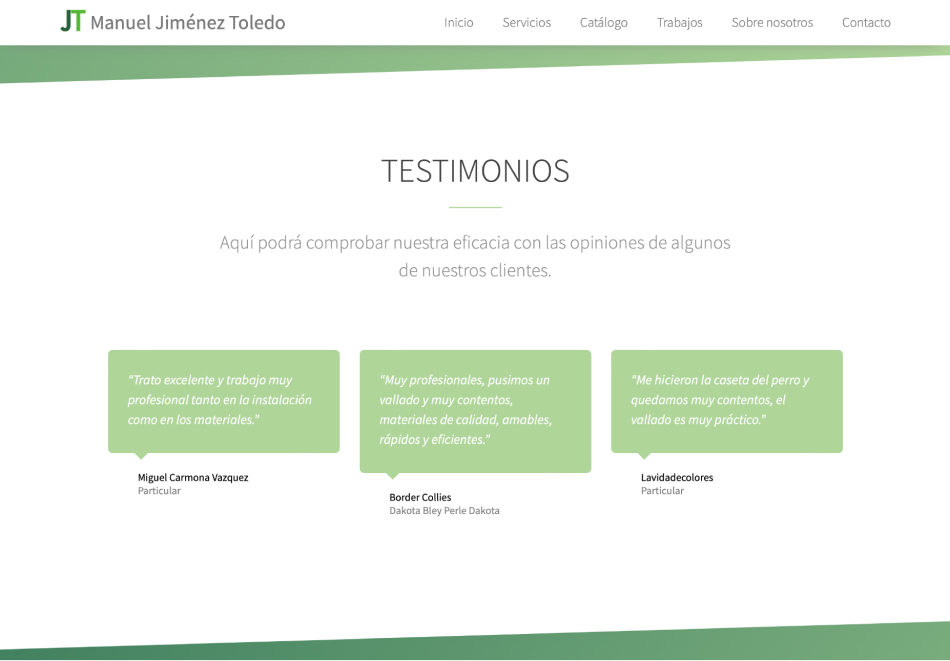 JT Manuel Jiménez Toledo
Inicio Servicios Catálogo Trabajos Sobre nosotros Contacto
TESTIMONIOS
Aquí podrá comprobar nuestra eficacia con las opiniones de algunos
de nuestros clientes.
“Trato excelente y trabajo muy
profesional tanto en la instalación
como en los materiales.”
Miguel Carmona Vazquez
Particular
“Muy profesionales, pusimos un
vallado y muy contentos,
materiales de calidad, amables,
rápidos y eficientes.”
Border Collies
Dakota Bley Perle Dakota
“Me hicieron la caseta del perro y
quedamos muy contentos, el
vallado es muy práctico.”
Lavidadecolores
Particular